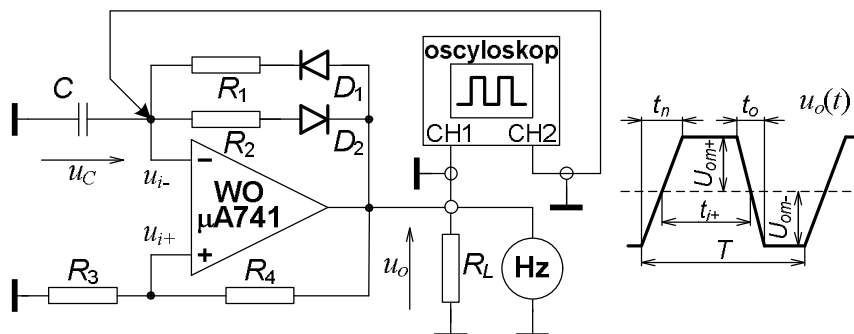 oscyloskop
CH1 CH2
C
R1 D1
R2 D2
uC
ui-
WO
µA741
ui+
R3 R4
uo
RL
Hz
tn to uo(t)
Uom+
ti+
Uom-
T